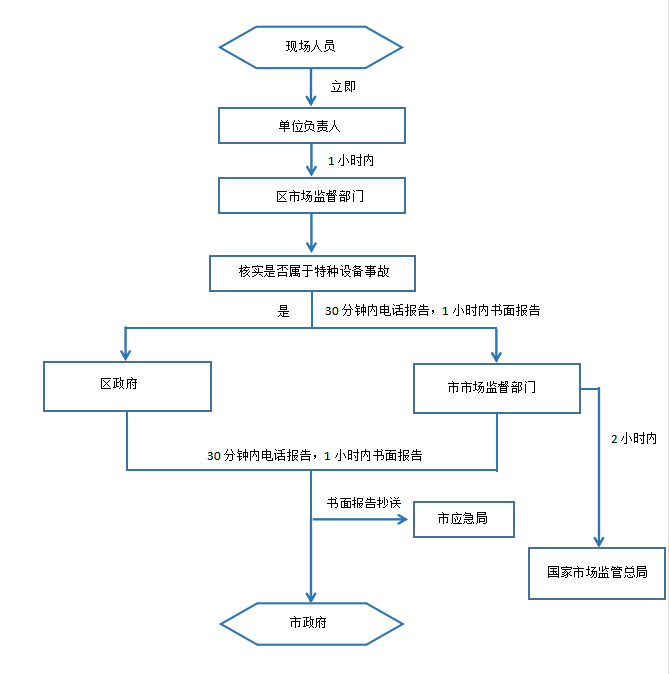 现场人员
立即
单位负责人
1小时内
区市场监督部门
核实是否属于特种设备事故
是
30分钟内电话报告，1小时内书面报告
区政府
市市场监督部门
2小时内
30分钟内电话报告，1小时内书面报告
书面报告抄送
市应急局
国家市场监管总局
市政府